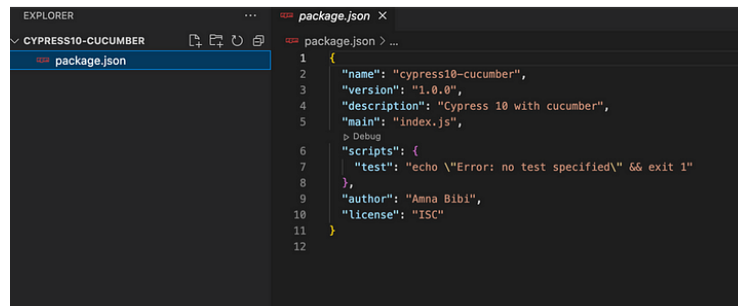 EXPLORER
CYPRESS10-CUCUMBER
package.json
package.json
package.json > ...
1 {
2 "name": "cypress10-cucumber",
3 "version": "1.0.0",
4 "description": "Cypress 10 with cucumber",
5 "main": "index.js",
Debug
6 "scripts": {
7 "test": "echo \"Error: no test specified\" && exit 1"
8 },
9 "author": "Amna Bibi",
10 "license": "ISC"
11 }
12